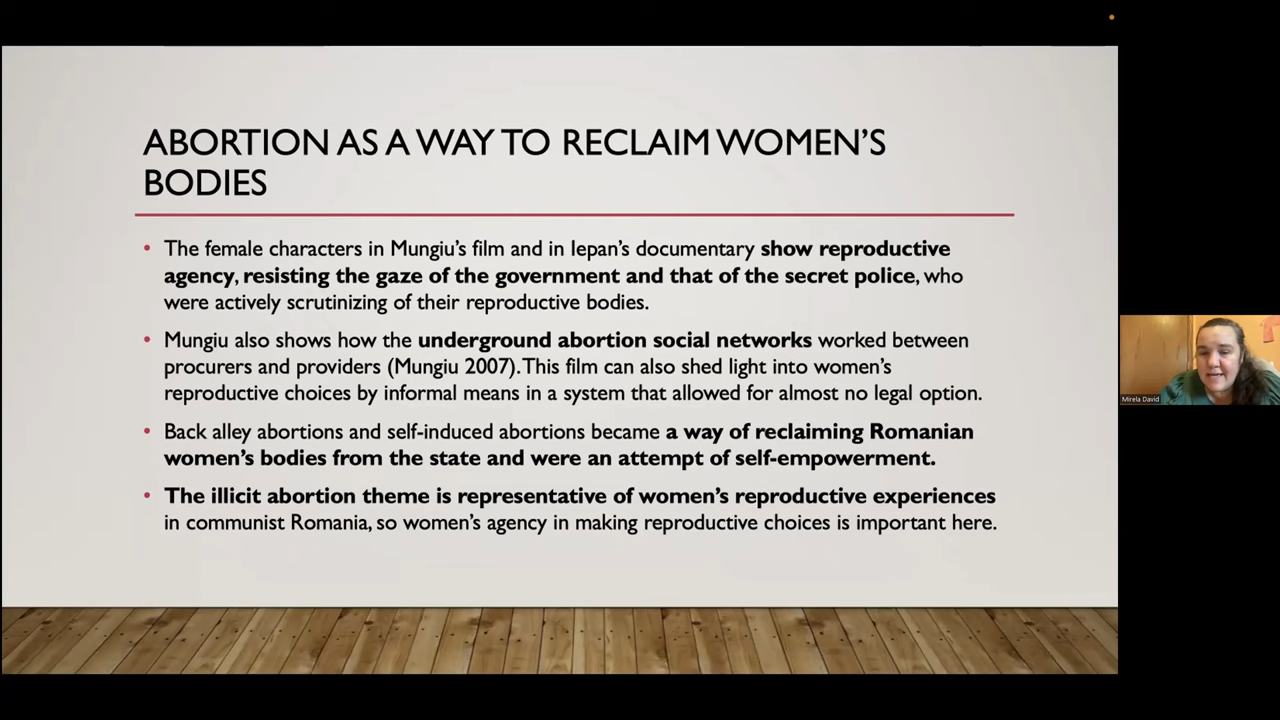 ABORTION AS A WAY TO RECLAIM WOMEN'S
BODIES
• The female characters in Mungiu's film and in Iepan's documentary show reproductive
agency, resisting the gaze of the government and that of the secret police, who
were actively scrutinizing of their reproductive bodies.
• Mungiu also shows how the underground abortion social networks worked between
procurers and providers (Mungiu 2007). This film can also shed light into women's
reproductive choices by informal means in a system that allowed for almost no legal option.
• Back alley abortions and self-induced abortions became a way of reclaiming Romanian
women's bodies from the state and were an attempt of self-empowerment.
• The illicit abortion theme is representative of women's reproductive experiences
in communist Romania, so women's agency in making reproductive choices is important here.
Mirela David